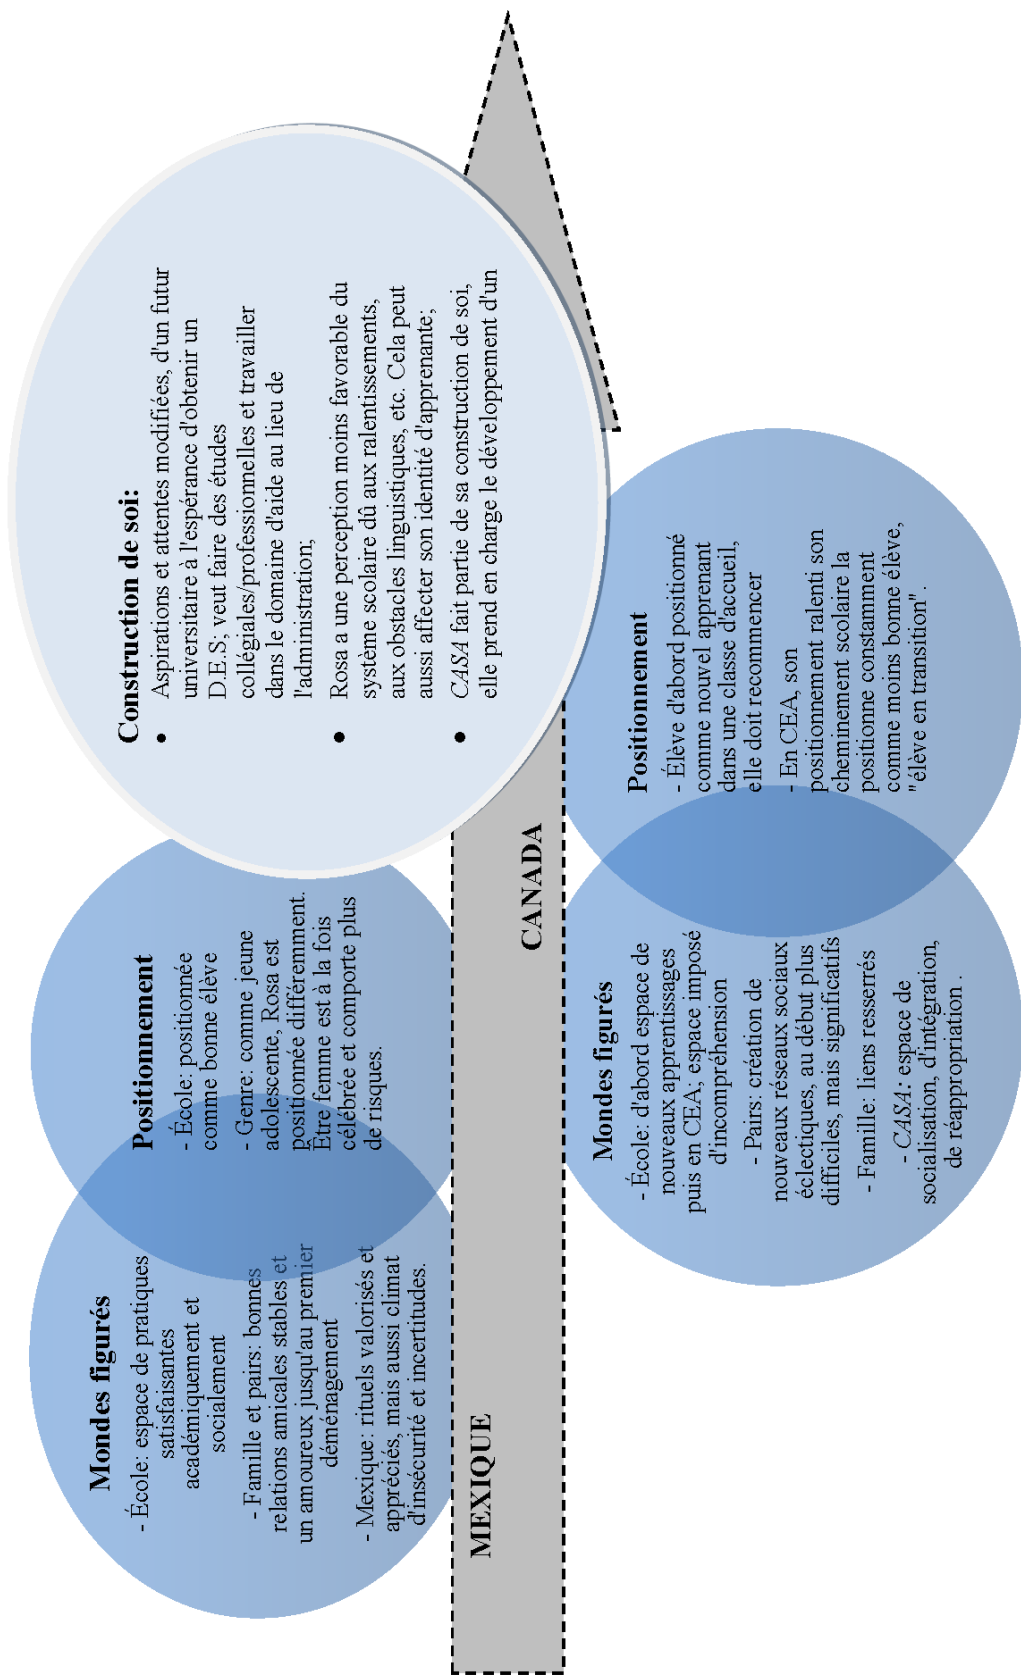 Mondes figurés
- École: espace de pratiques
satisfaisantes
académiquement et
socialement
- Famille et pairs: bonnes
relations amicales stables et
un amoureux jusqu'au premier
déménagement
- Mexique: rituels valorisés et
appréciés, mais aussi climat
d'insécurité et incertitudes.
Positionnement
- École: positionnée
comme bonne élève
- Genre: comme jeune
adolescente, Rosa est
positionnée différemment.
Être femme est à la fois
célébrée et comporte plus
de risques.
Construction de soi:
• Aspirations et attentes modifiées, d'un futur
universitaire à l'espérance d'obtenir un
D.E.S; veut faire des études
collégiales/professionnelles et travailler
dans le domaine d'aide au lieu de
l'administration;
• Rosa a une perception moins favorable du
système scolaire dû aux ralentissements,
aux obstacles linguistiques, etc. Cela peut
aussi affecter son identité d'apprenante;
• CASA fait partie de sa construction de soi,
elle prend en charge le développement d'un
MEXIQUE
CANADA
Mondes figurés
- École: d'abord espace de
nouveaux apprentissages
puis en CEA; espace imposé
d'incompréhension
- Pairs: création de
nouveaux réseaux sociaux
éclectiques, au début plus
difficiles, mais significatifs
- Famille: liens resserrés
- CASA: espace de
socialisation, d'intégration,
de réappropriation .
Positionnement
- Élève d'abord positionné
comme nouvel apprenant
dans une classe d'accueil,
elle doit recommencer
- En CEA, son
positionnement ralenti son
cheminement scolaire la
positionne constamment
comme moins bonne élève,
"élève en transition".